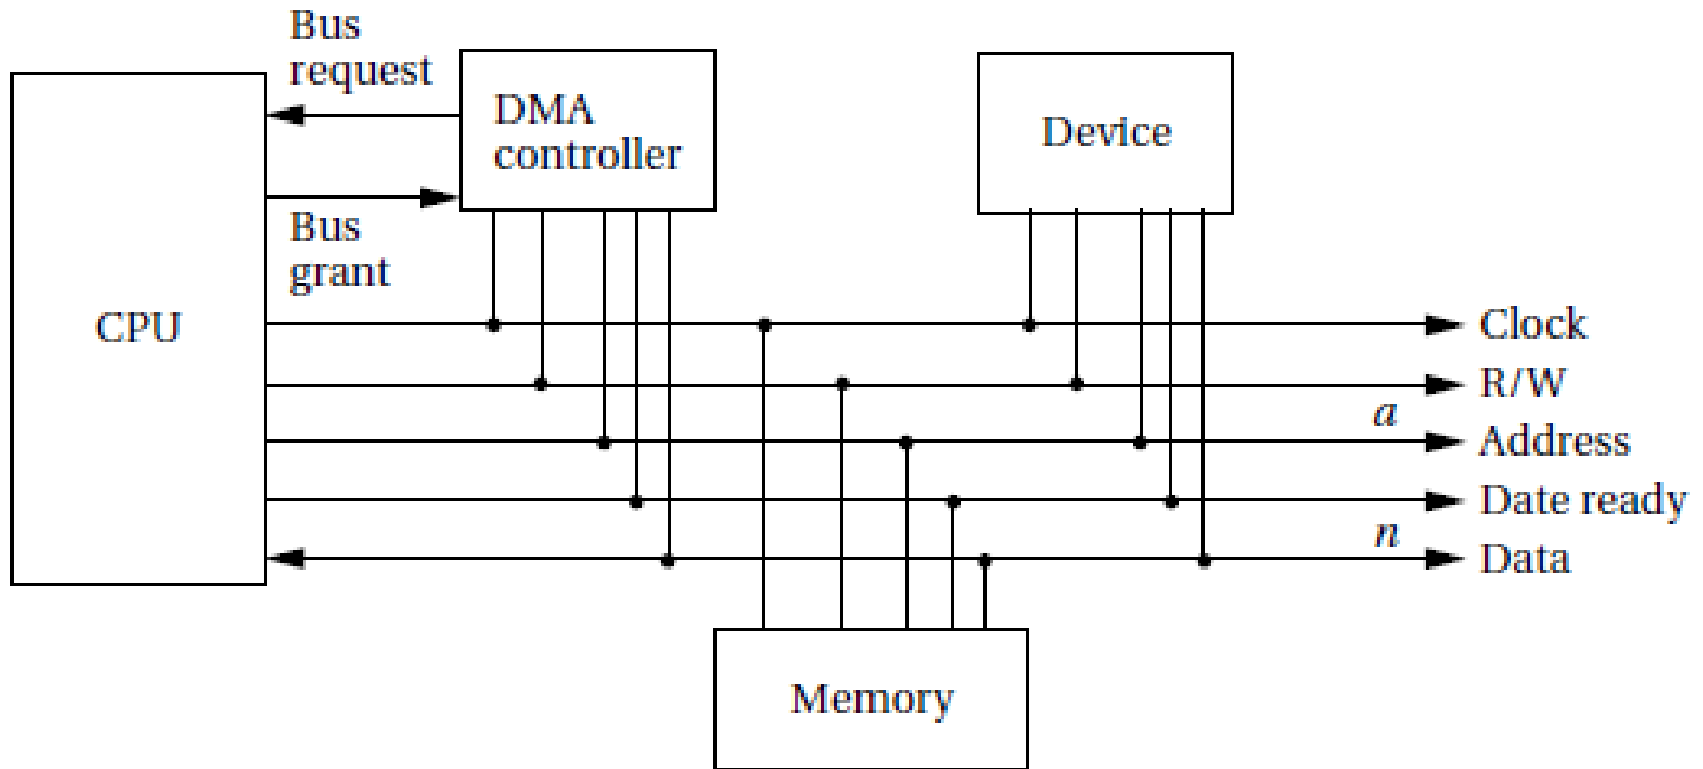 Bus
request
DMA
controller
Device
Bus
grant
CPU
Clock
R/W
a
Address
Date ready
n
Data
Memory